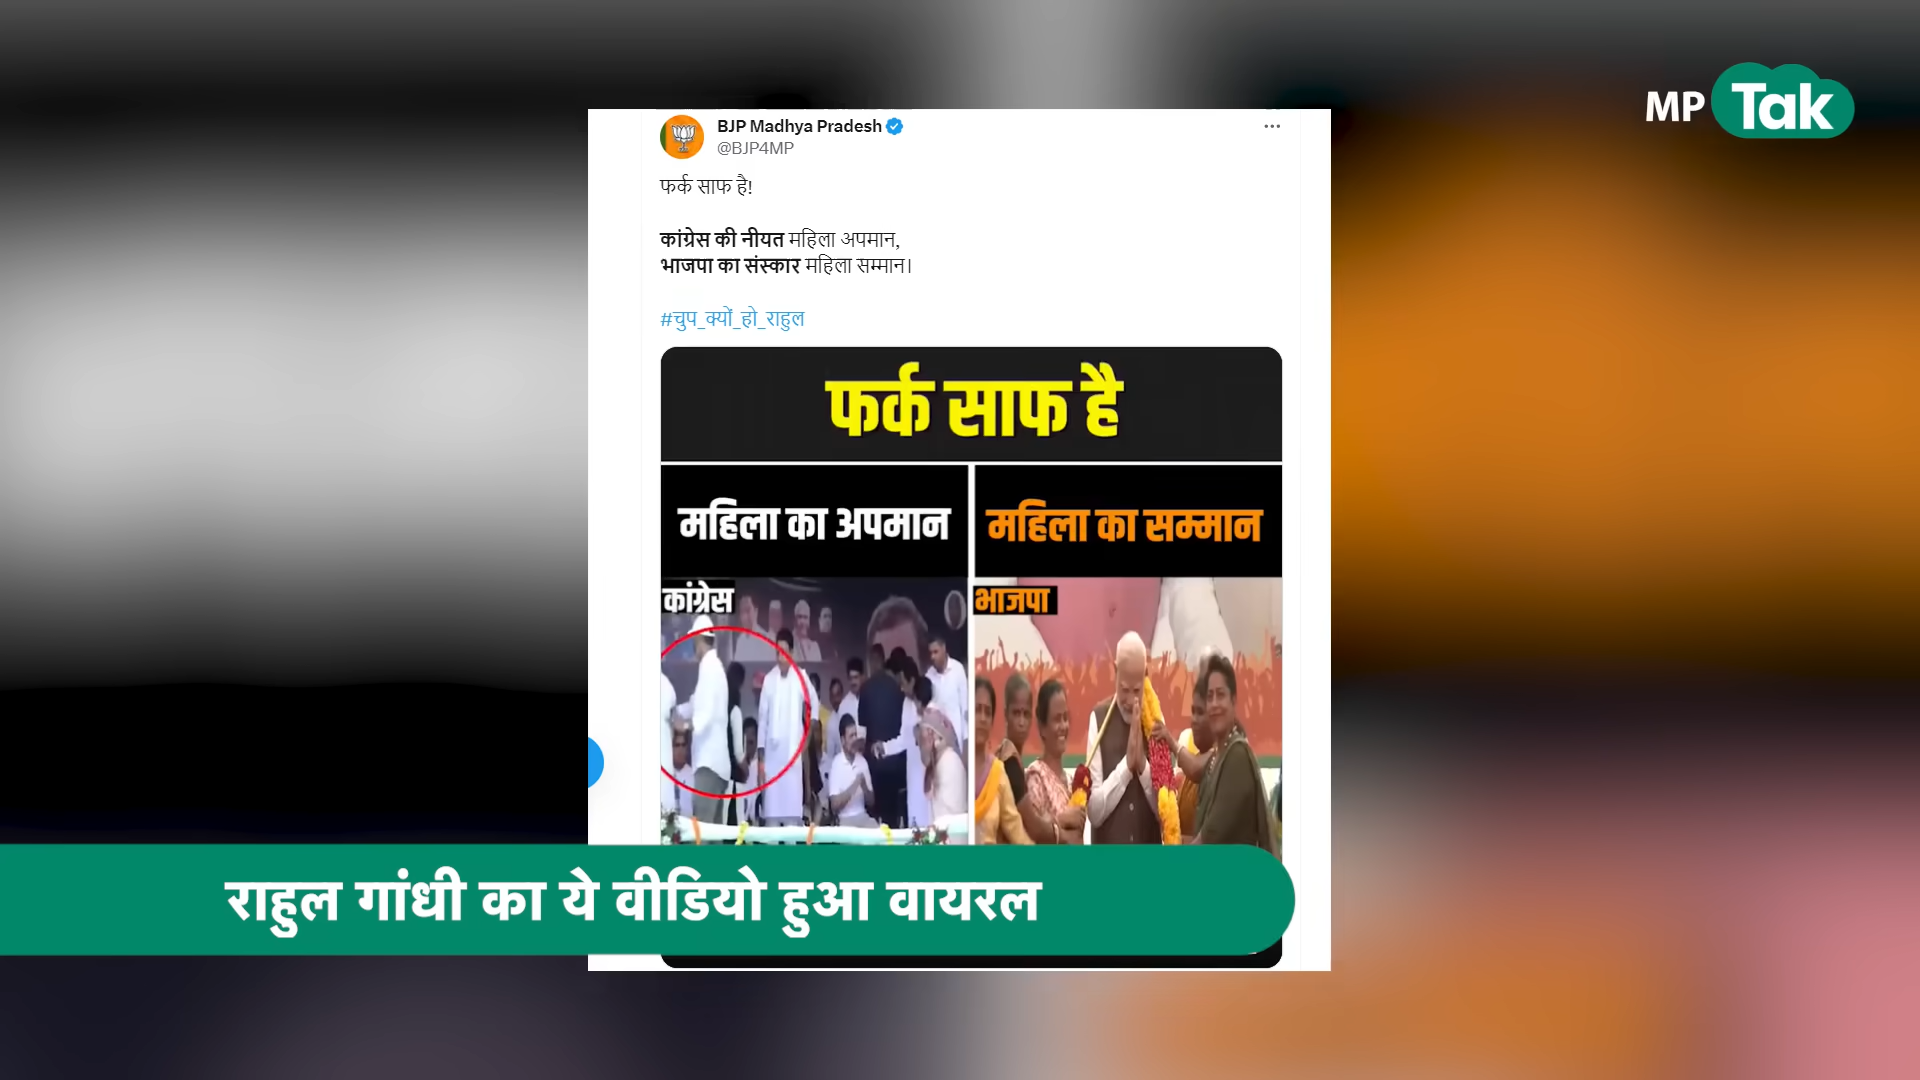 MP Tak
BJP Madhya Pradesh
@BJP4MP
फर्क साफ है!
कांग्रेस की नीयत महिला अपमान,
भाजपा का संस्कार महिला सम्मान।
#चुप_क्यों_हो_राहुल
फर्क साफ है
महिला का अपमान
महिला का सम्मान
कांग्रेस
भाजपा
राहुल गांधी का ये वीडियो हुआ वायरल